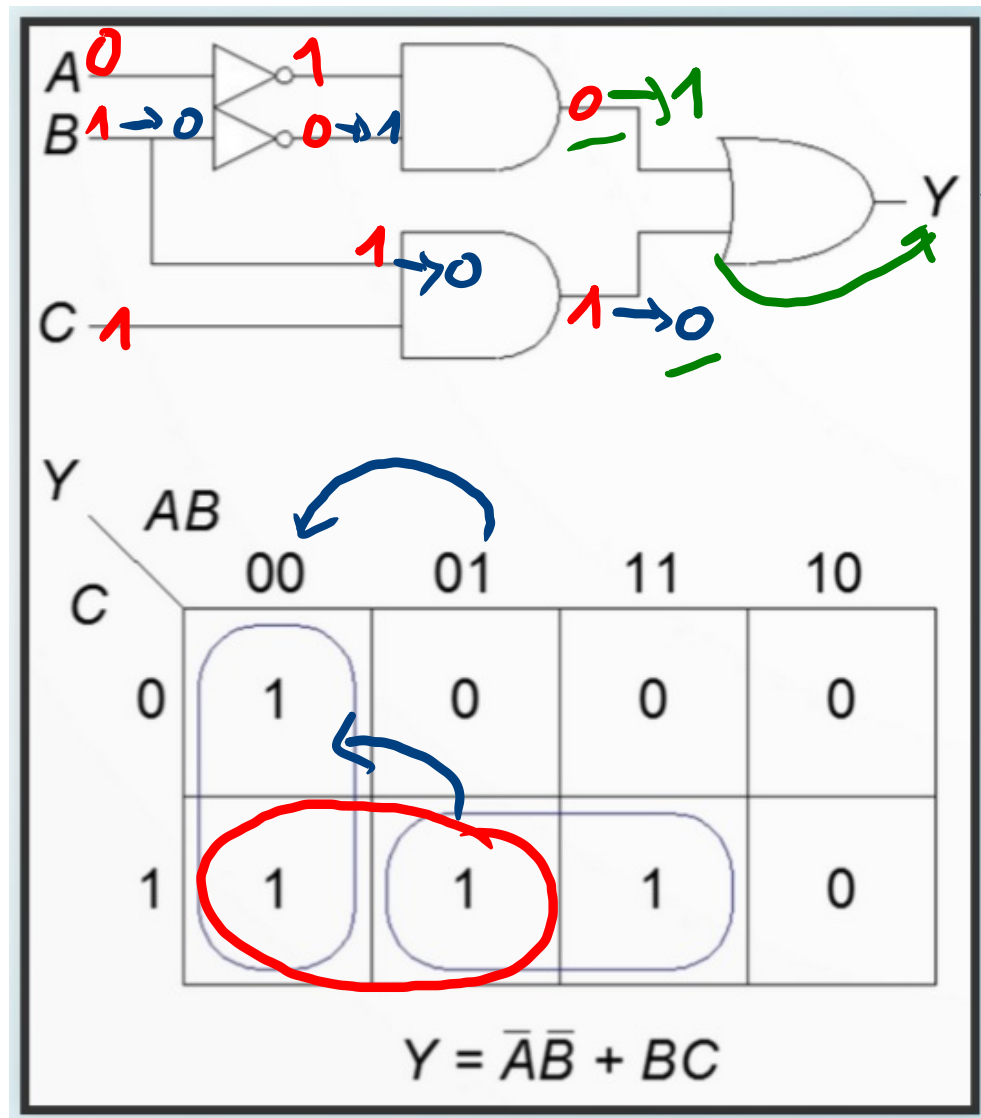 A 0 1 0 → 1
B 1 → 0 0 → 1
Y
1 → 0
C 1 1 → 0
Y
AB
C
00 01 11 10
0 1 0 0 0
1 1 1 1 0
Y = A̅B̅ + BC